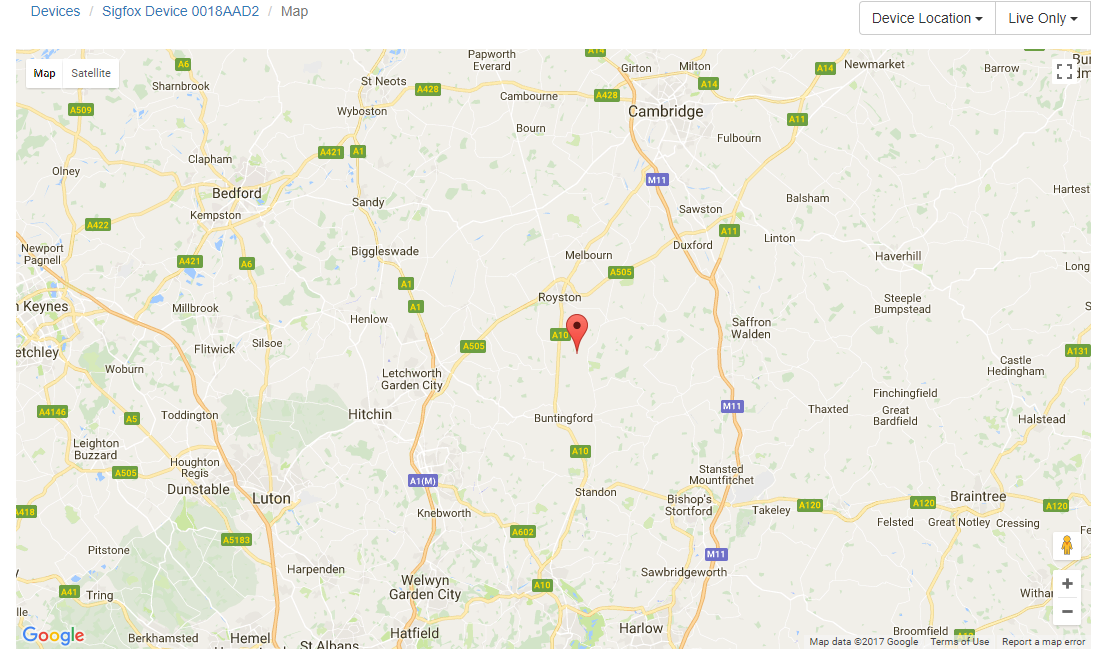 Devices / Sigfox Device 0018AAD2 / Map
Device Location
Live Only
Map
Satellite
Papworth
Everard
A14
Girton
Milton
A14
Newmarket
Barrow
A6
Sharnbrook
St Neots
A428
Cambourne
A428
A14
A509
Wyboston
Cambridge
A11
Bourn
Fulbourn
A421
A1
Clapham
Olney
M11
Bedford
Kempston
Sandy
Balsham
Hartest
Sawston
A422
A11
Linton
Newport
Pagnell
Biggleswade
Melbourn
Duxford
Haverhill
A421
A6
A505
Long
A1
n Keynes
Millbrook
A1
Royston
Steeple
Bumpstead
Henlow
Saffron
Walden
A10
etchley
Flitwick
Silsoe
A505
A131
Woburn
Letchworth
Garden City
Castle
Hedingham
A4146
A5
Toddington
Hitchin
Buntingford
M11
Thaxted
Finchingfield
Great
Bardfield
Halstead
Leighton
Buzzard
A10
A505
Houghton
Regis
Dunstable
A1(M)
Stansted
Mountfitchet
Luton
Standon
Bishop's
Stortford
Takeley
A120
A120
Braintree
A120
A418
Knebworth
Felsted
Great Notley
Cressing
A5183
A602
Pitstone
M11
Harpenden
Sawbridgeworth
A41
Tring
Welwyn
Garden City
A10
Witha
Berkhamsted
Hemel
St Albans
Hatfield
Harlow
Broomfield
Google
Map data ©2017 Google
Terms of Use
Report a map error